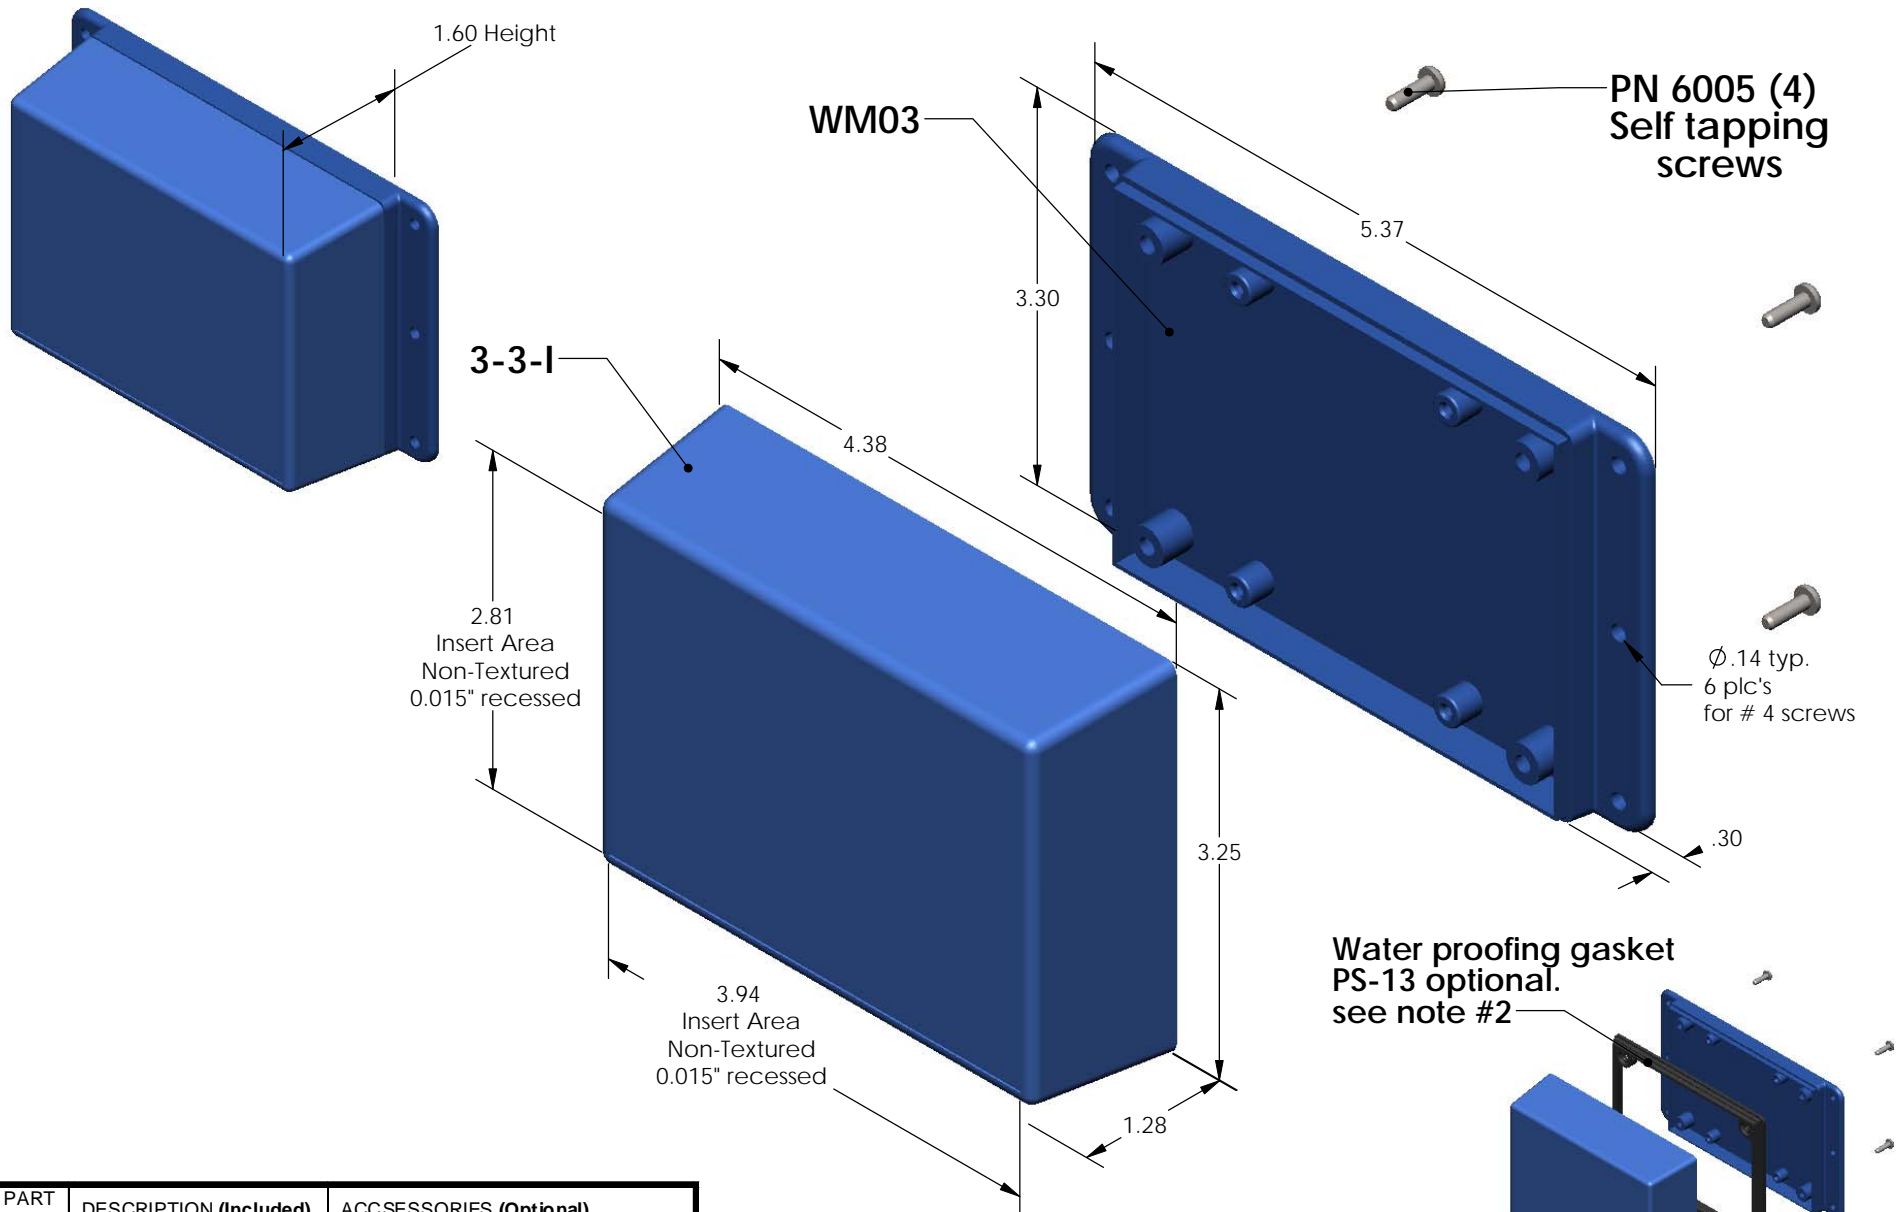 1.60 Height
WM03
PN 6005 (4)
Self tapping
screws
5.37
3.30
3-3-I
4.38
2.81
Insert Area
Non-Textured
0.015" recessed
Ø.14 typ.
6 plc's
for # 4 screws
3.25
.30
Water proofing gasket
PS-13 optional.
see note #2
3.94
Insert Area
Non-Textured
0.015" recessed
1.28
PART
DESCRIPTION (Included)
ACCSESSORIES (Optional)